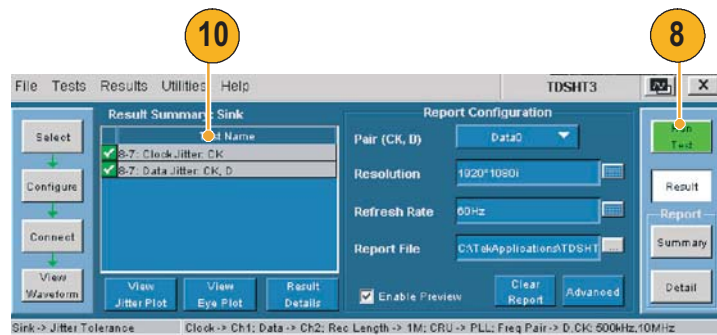 10
8
File Tests Results Utilities Help TDSHT3 X
Result Summary: Sink
Report Configuration
Name
8-7: Clock Jitter: CK
8-7: Data Jitter: CK, D
Select
Configure
Connect
View
Waveform
View
Jitter Plot
View
Eye Plot
Result
Details
Pair (CK, D) Data0
Resolution 1920*1080i
Refresh Rate 60Hz
Report File C:\TekApplications\TDSHT ...
Enable Preview
Clear
Report
Advanced
Run
Test
Result
Report
Summary
Detail
Sink-> Jitter Tolerance Clock-> Ch1; Data -> Ch2; Rec Length -> 1M; CRU -> PLL; Freq Pair-> D,CK: 500kHz,10MHz